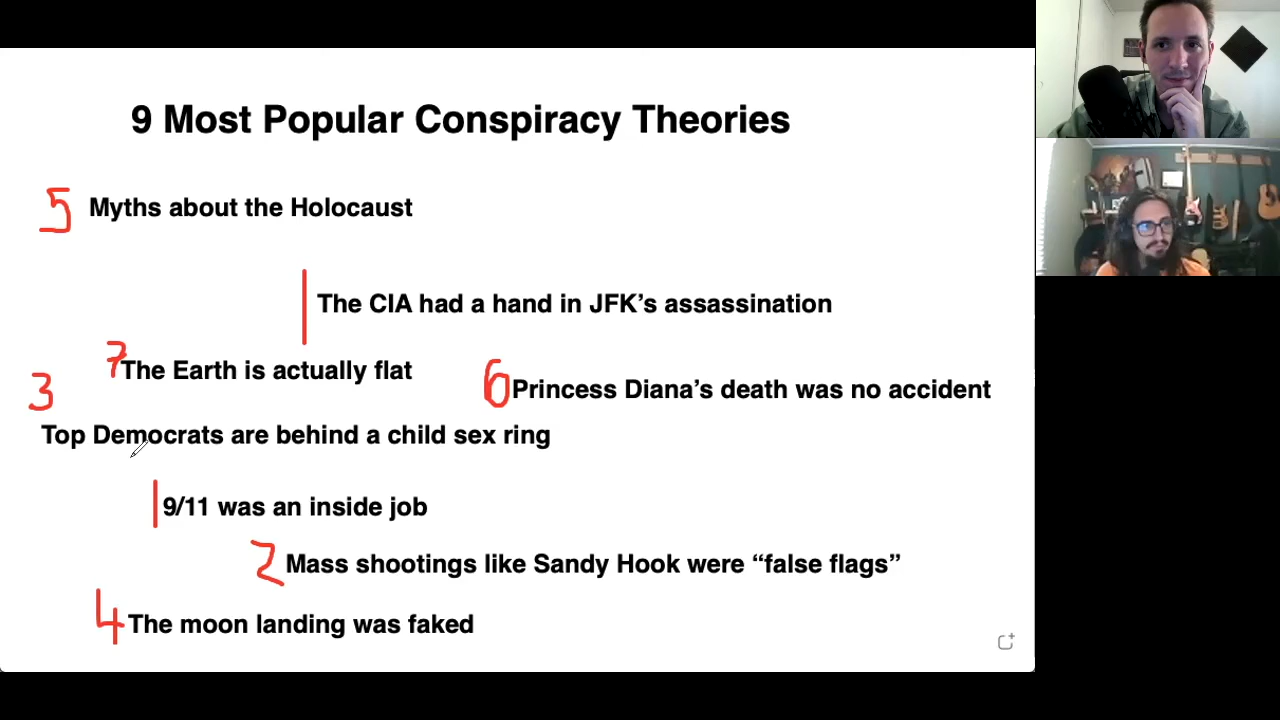 9 Most Popular Conspiracy Theories
5 Myths about the Holocaust
| The CIA had a hand in JFK’s assassination
7 The Earth is actually flat
6 Princess Diana’s death was no accident
3 Top Democrats are behind a child sex ring
| 9/11 was an inside job
2 Mass shootings like Sandy Hook were “false flags”
4 The moon landing was faked